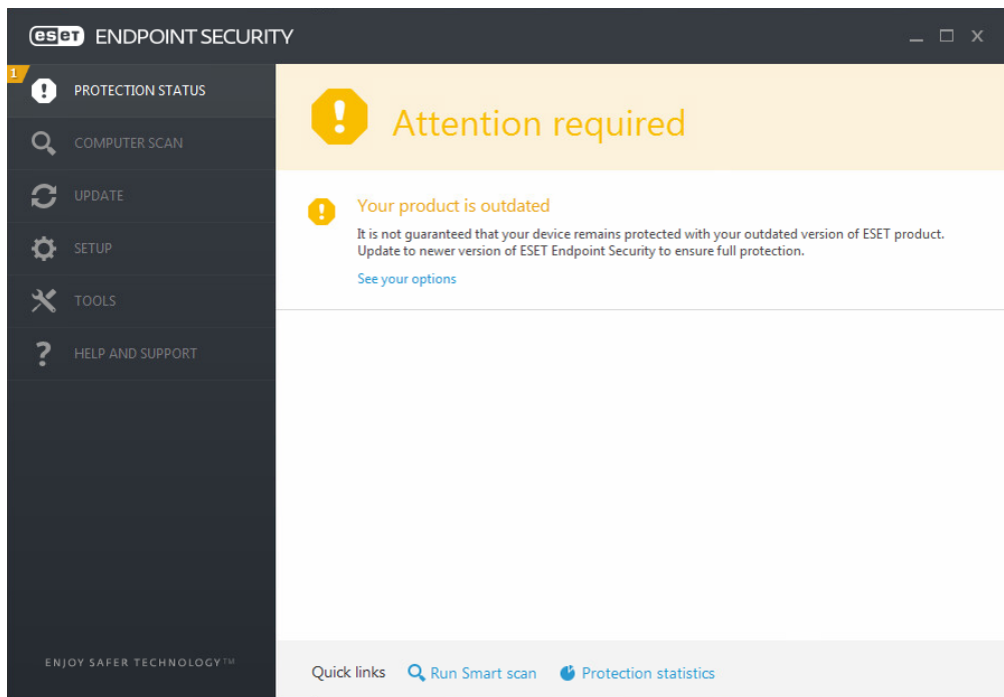 eset ENDPOINT SECURITY
1
PROTECTION STATUS
COMPUTER SCAN
UPDATE
SETUP
TOOLS
HELP AND SUPPORT
ENJOY SAFER TECHNOLOGY™
Attention required
Your product is outdated
It is not guaranteed that your device remains protected with your outdated version of ESET product.
Update to newer version of ESET Endpoint Security to ensure full protection.
See your options
Quick links Run Smart scan Protection statistics